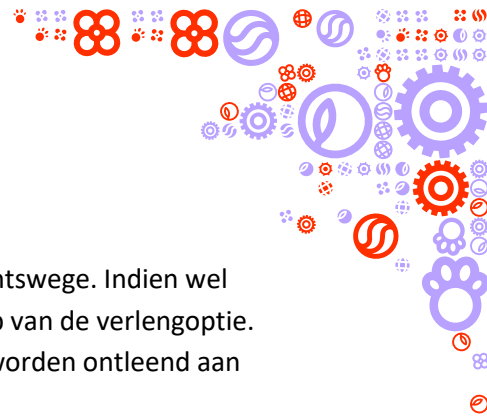 ntswege. Indien wel
van de verlengoptie.
worden ontleend aan